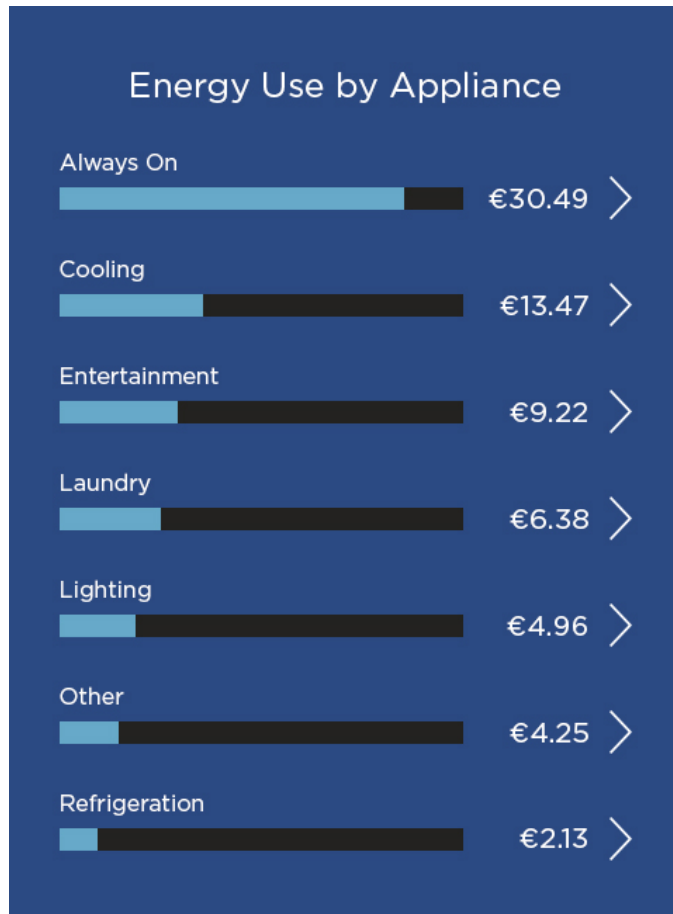 Energy Use by Appliance
Always On
€30.49
Cooling
€13.47
Entertainment
€9.22
Laundry
€6.38
Lighting
€4.96
Other
€4.25
Refrigeration
€2.13